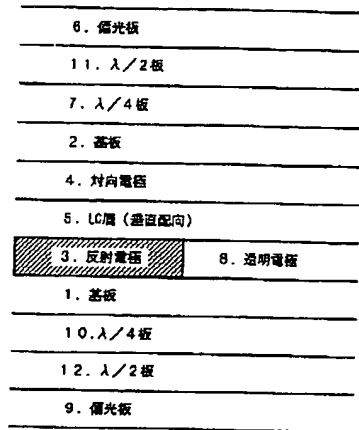 6. 偏光板
11. λ/2板
7. λ/4板
2. 基板
4. 対向電極
5. LC層 (垂直配向)
3. 反射電極
8. 透明電極
1. 基板
10. λ/4板
12. λ/2板
9. 偏光板